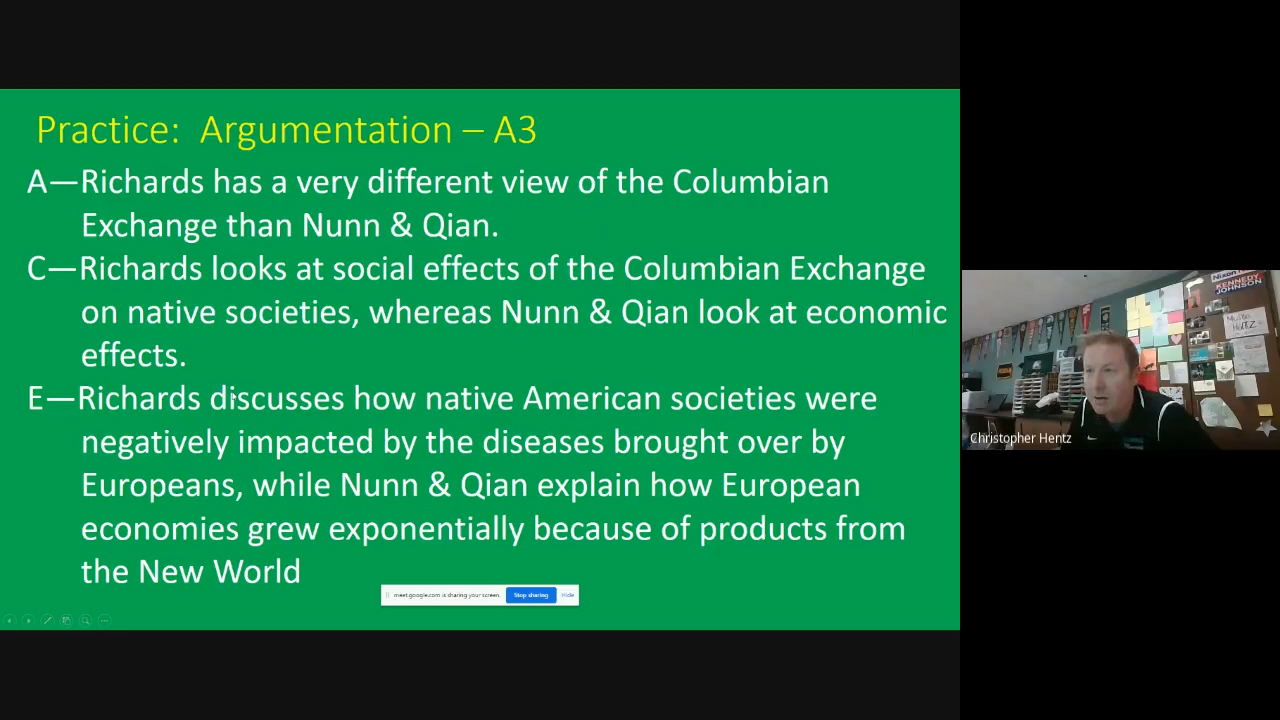 Practice:  Argumentation – A3
A—Richards has a very different view of the Columbian
Exchange than Nunn & Qian.
C—Richards looks at social effects of the Columbian Exchange
on native societies, whereas Nunn & Qian look at economic
effects.
E—Richards discusses how native American societies were
negatively impacted by the diseases brought over by
Europeans, while Nunn & Qian explain how European
economies grew exponentially because of products from
the New World
meet.google.com is sharing your screen.
Stop sharing
Hide
KENNEDY
JOHNSON
Christopher Hentz